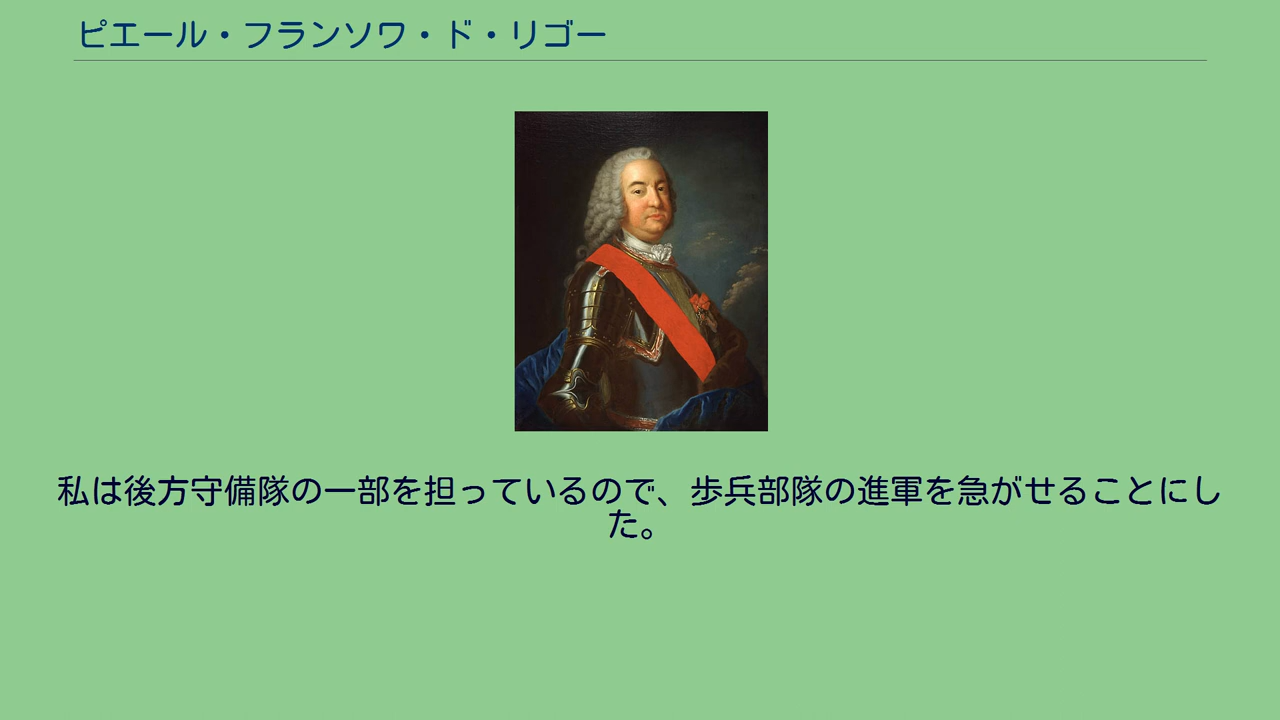 ピエール・フランソワ・ド・リゴー
私は後方守備隊の一部を担っているので、歩兵部隊の進軍を急がせることにし
た。